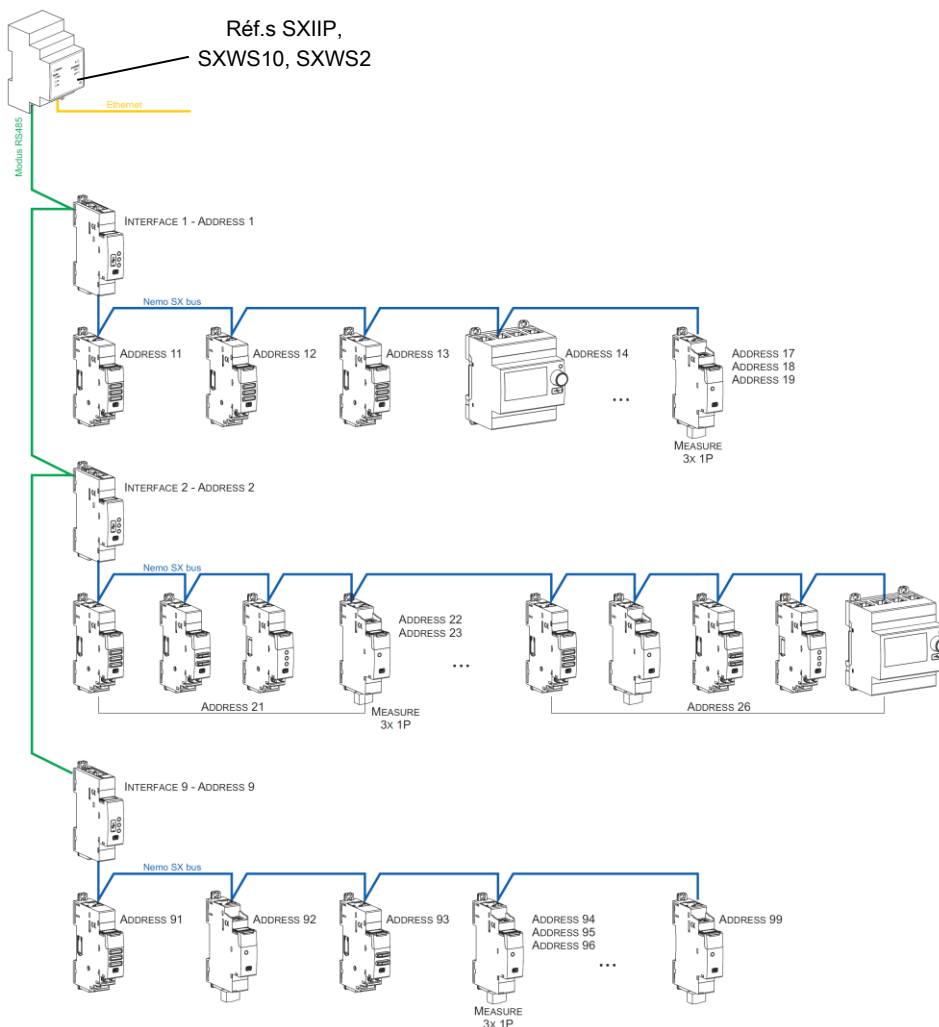 Réf.s SXIIP,
SXWS10, SXWS2
Ethernet
Modus RS485
INTERFACE 1 - ADDRESS 1
Nemo SX bus
ADDRESS 11
ADDRESS 12
ADDRESS 13
ADDRESS 14
ADDRESS 17
ADDRESS 18
ADDRESS 19
...
MEASURE
3X 1P
INTERFACE 2 - ADDRESS 2
Nemo SX bus
ADDRESS 22
ADDRESS 23
...
ADDRESS 21
MEASURE
3X 1P
ADDRESS 26
INTERFACE 9 - ADDRESS 9
Nemo SX bus
ADDRESS 91
ADDRESS 92
ADDRESS 93
ADDRESS 94
ADDRESS 95
ADDRESS 96
ADDRESS 99
...
MEASURE
3X 1P